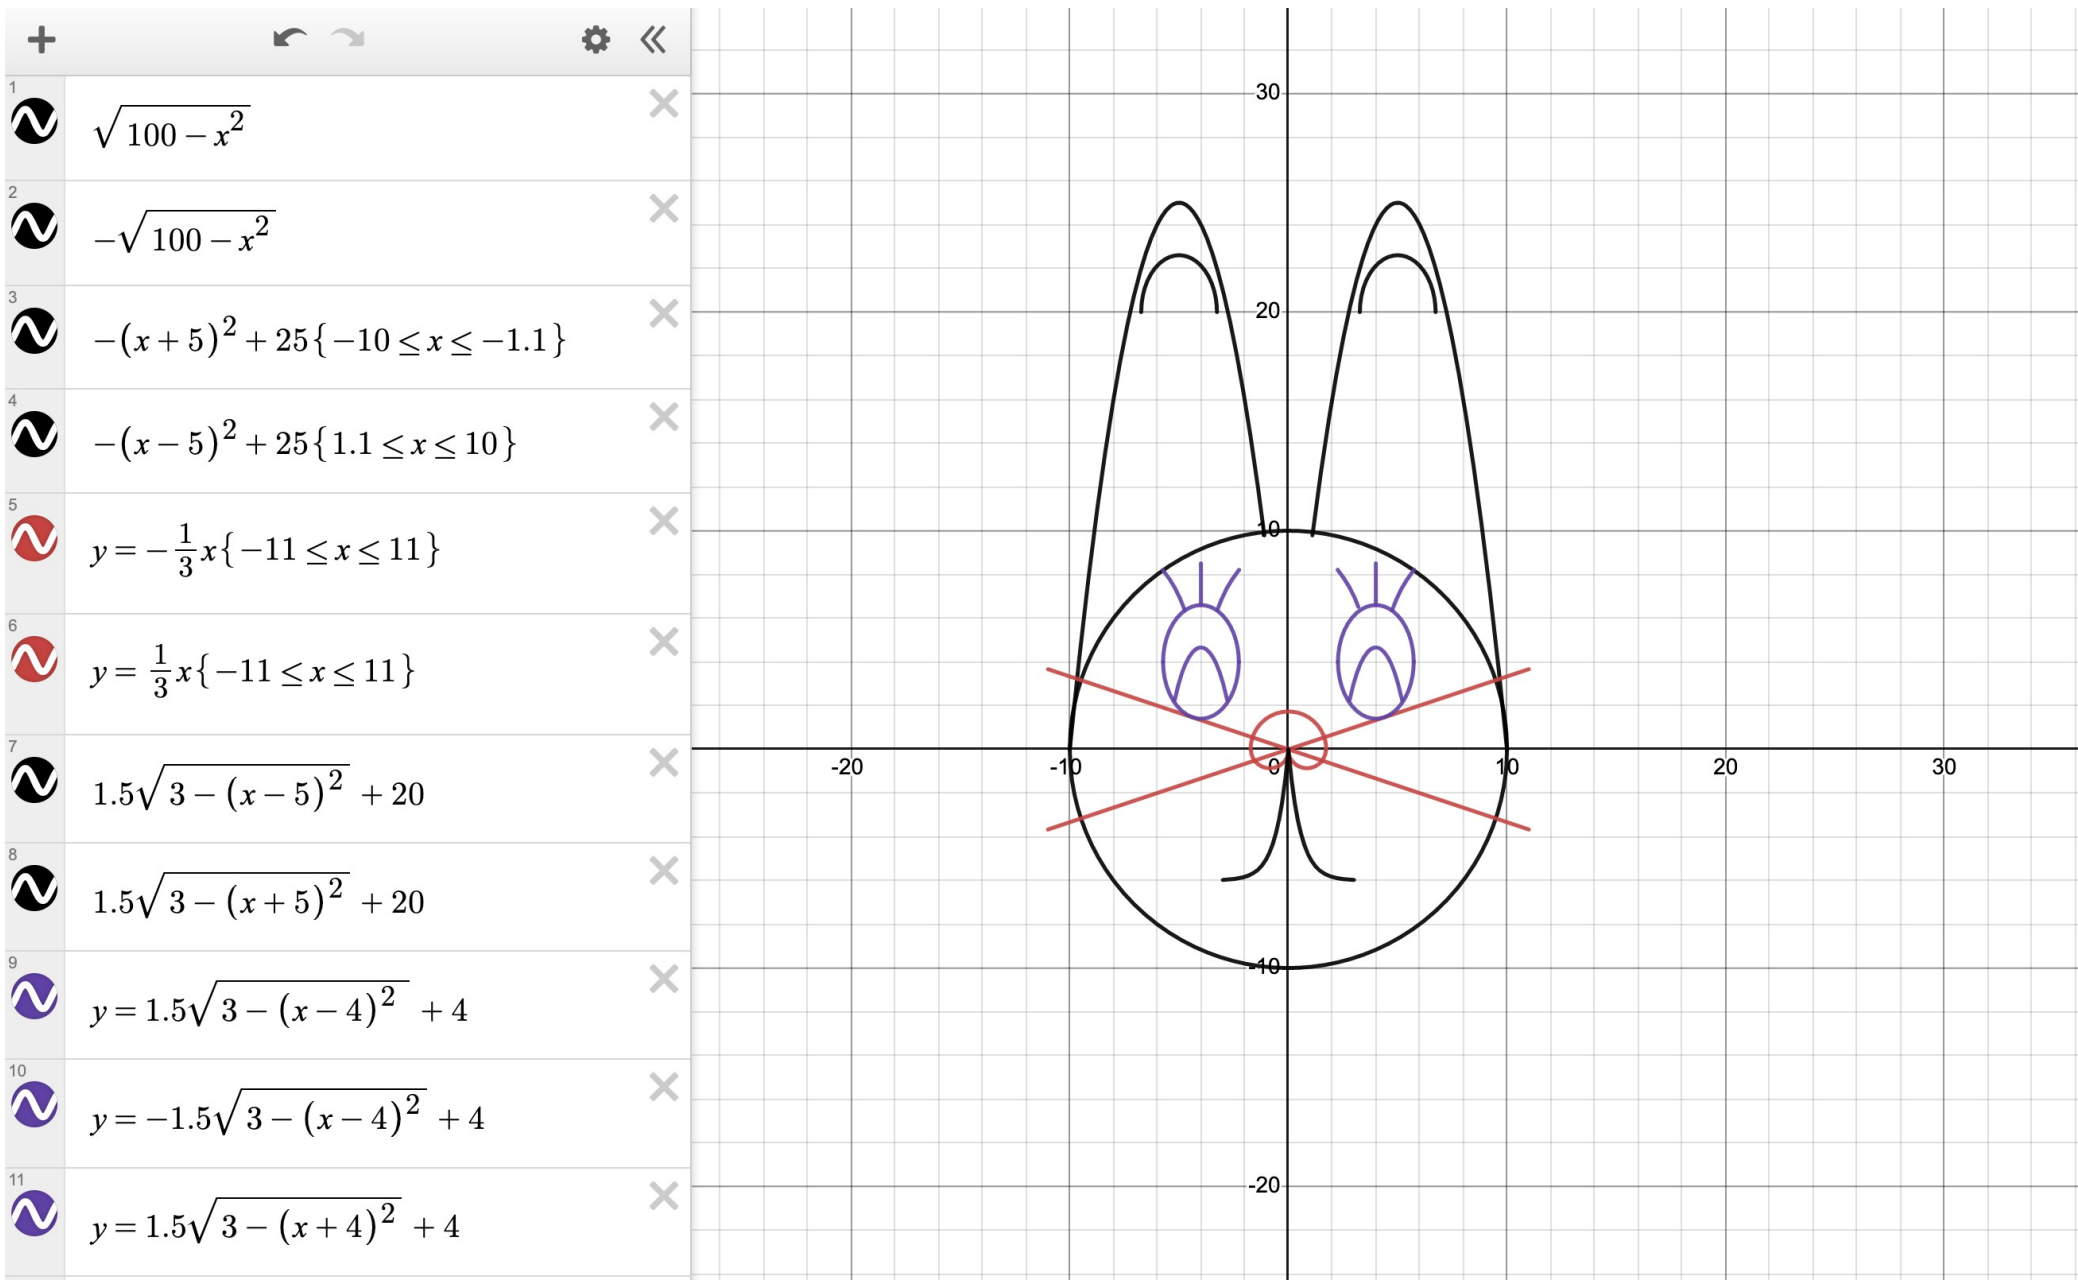 1
√(100 − x²)
2
−√(100 − x²)
3
−(x + 5)² + 25{−10 ≤ x ≤ −1.1}
4
−(x − 5)² + 25{1.1 ≤ x ≤ 10}
5
y = −1/3 x{−11 ≤ x ≤ 11}
6
y = 1/3 x{−11 ≤ x ≤ 11}
7
1.5√(3 − (x − 5)²) + 20
8
1.5√(3 − (x + 5)²) + 20
9
y = 1.5√(3 − (x − 4)²) + 4
10
y = −1.5√(3 − (x − 4)²) + 4
11
y = 1.5√(3 − (x + 4)²) + 4
30
20
10
-20 -10 0 10 20 30
-10
-20